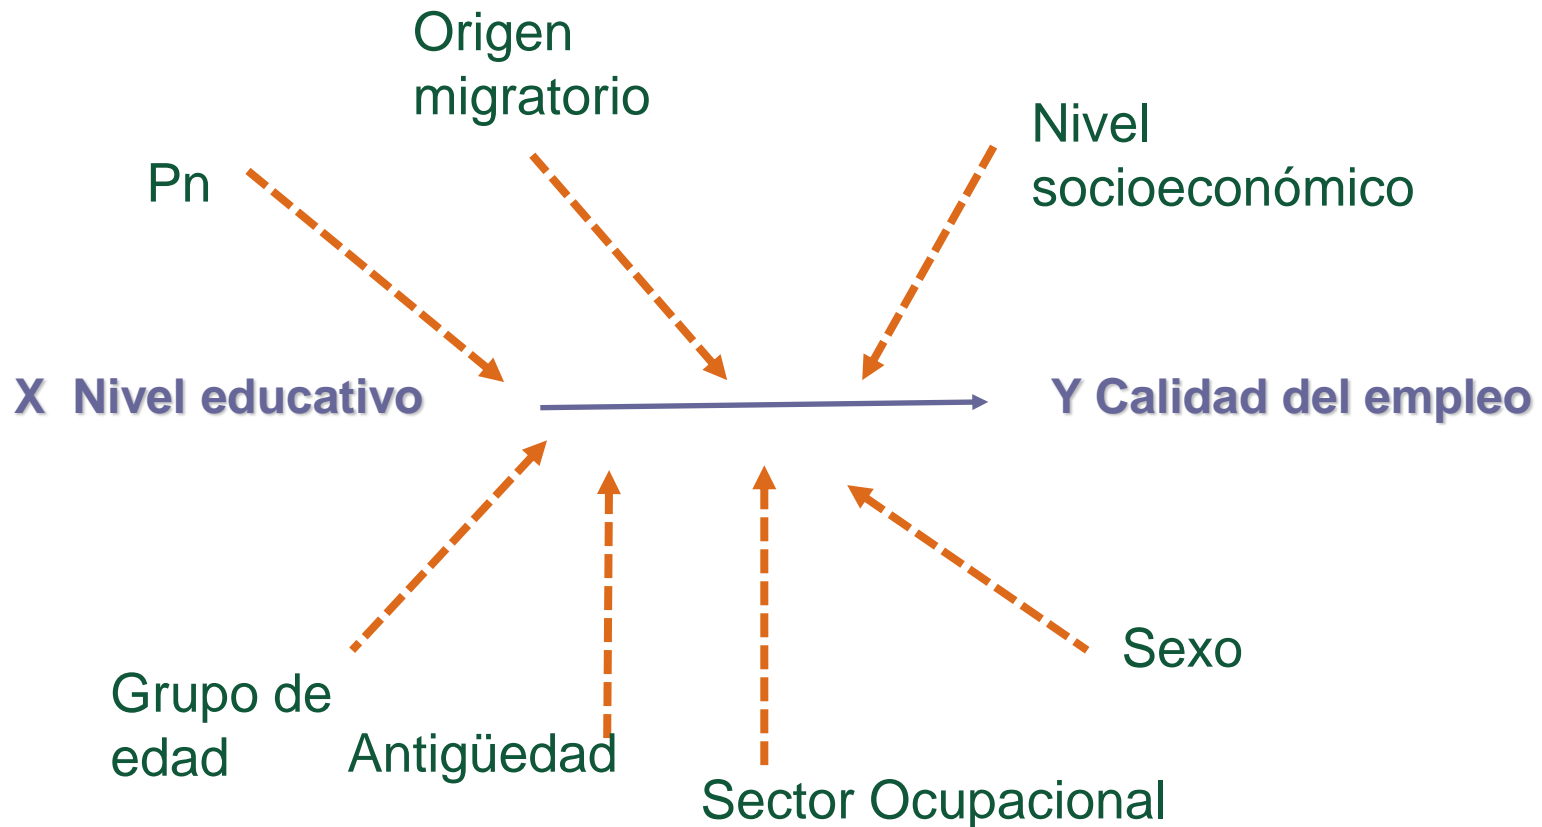 Origen
migratorio
Nivel
socioeconómico
Pn
X Nivel educativo
Y Calidad del empleo
Sexo
Grupo de
edad
Antigüedad
Sector Ocupacional